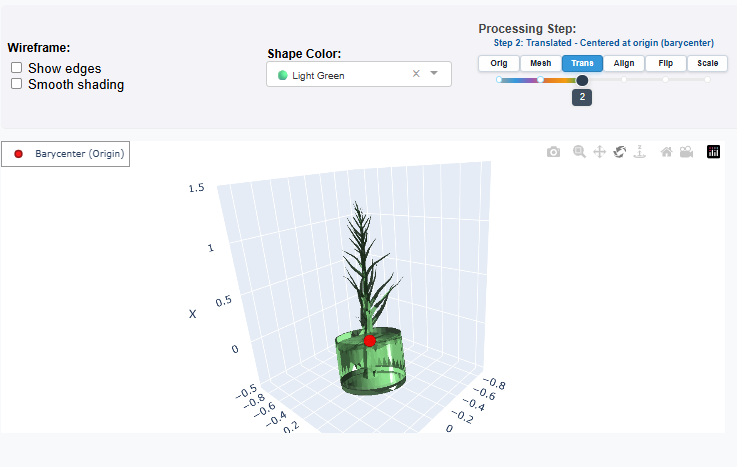 Wireframe:
Show edges
Smooth shading
Shape Color:
Light Green
Processing Step:
Step 2: Translated - Centered at origin (barycenter)
Orig
Mesh
Trans
Align
Flip
Scale
2
Barycenter (Origin)
1.5
1
0.5
0
−0.5
X
−0.8
−0.6
−0.4
0.2
−0.8
−0.6
−0.4
−0.2
0